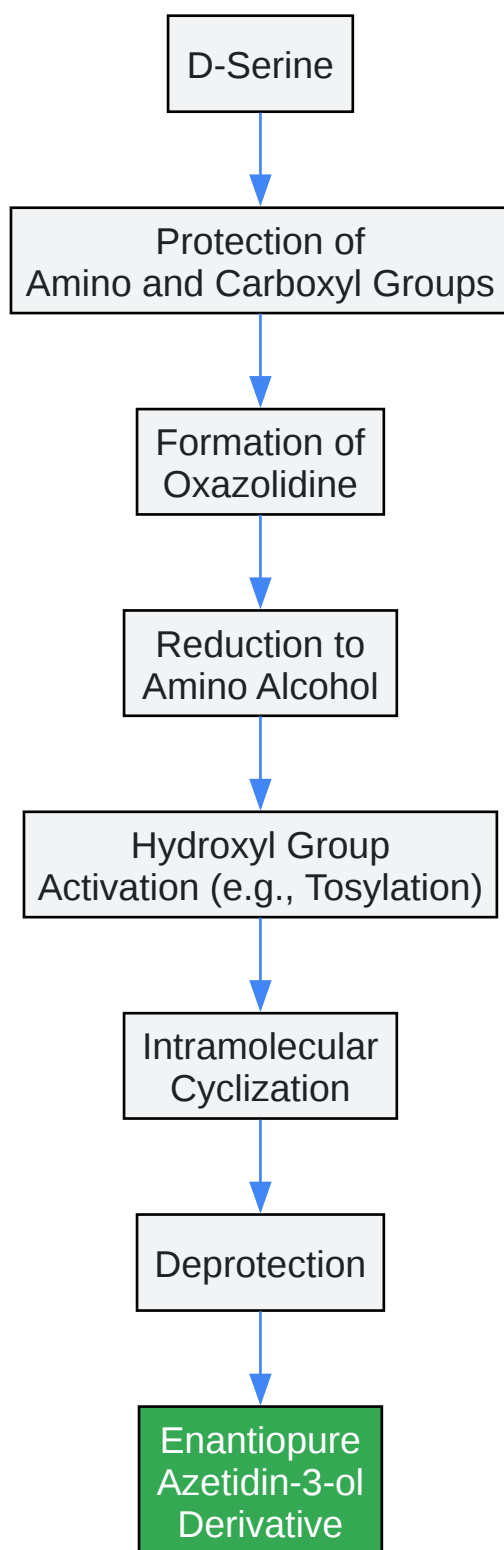 D-Serine
Protection of
Amino and Carboxyl Groups
Formation of
Oxazolidine
Reduction to
Amino Alcohol
Hydroxyl Group
Activation (e.g., Tosylation)
Intramolecular
Cyclization
Deprotection
Enantiopure
Azetidin-3-ol
Derivative